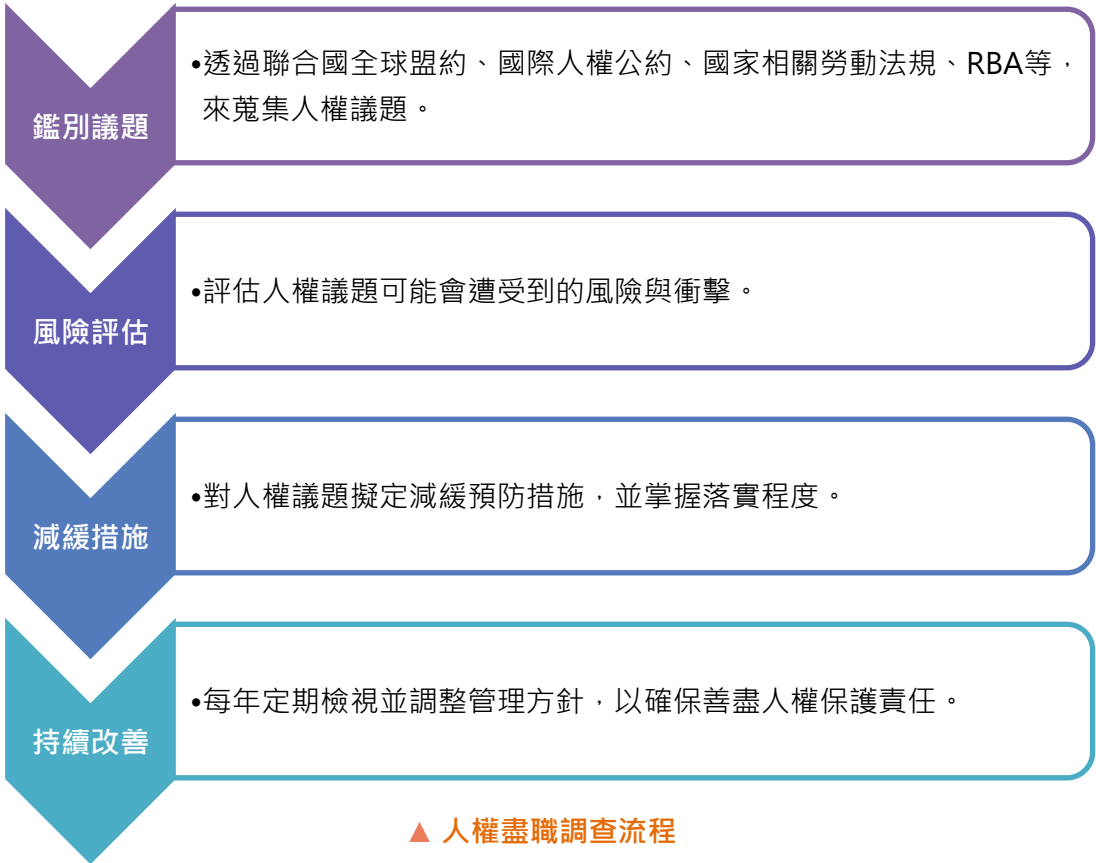 鑑別議題
•透過聯合國全球盟約、國際人權公約、國家相關勞動法規、RBA等，
來蒐集人權議題。
風險評估
•評估人權議題可能會遭受到的風險與衝擊。
減緩措施
•對人權議題擬定減緩預防措施，並掌握落實程度。
持續改善
•每年定期檢視並調整管理方針，以確保善盡人權保護責任。
▲ 人權盡職調查流程